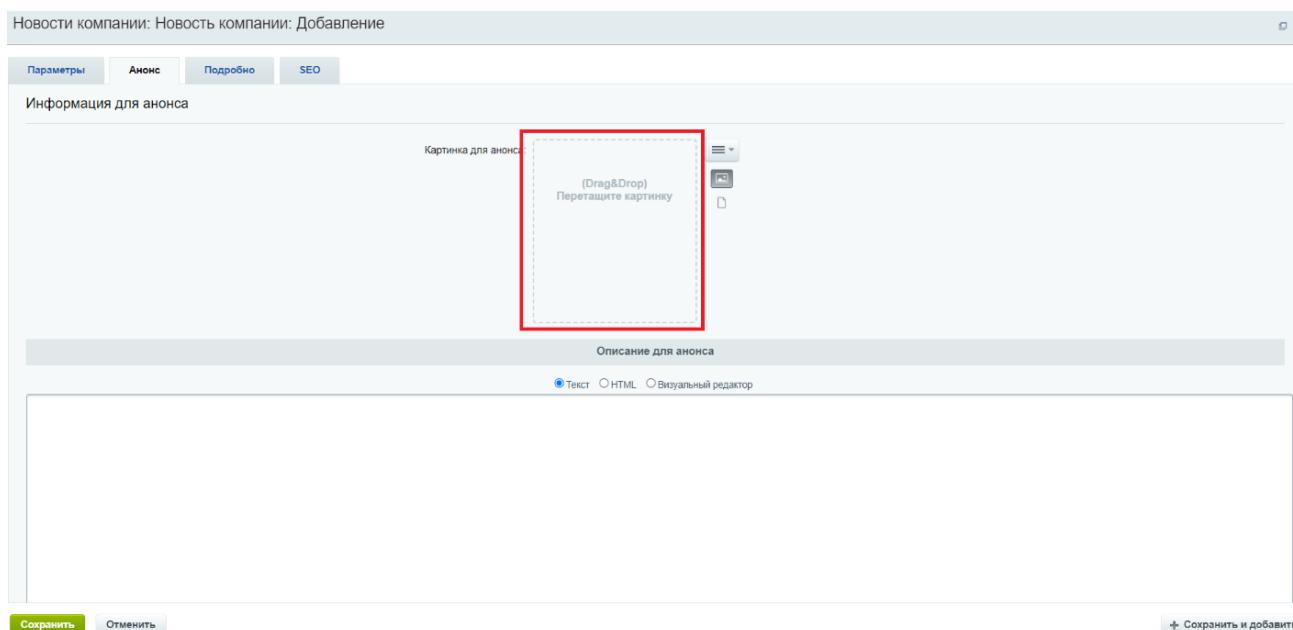 Новости компании: Новость компании: Добавление
Параметры Анонс Подробно SEO
Информация для анонса
Картинка для анонса:
(Drag&Drop)
Перетащите картинку
Описание для анонса
Текст HTML Визуальный редактор
Сохранить Отменить + Сохранить и добавит